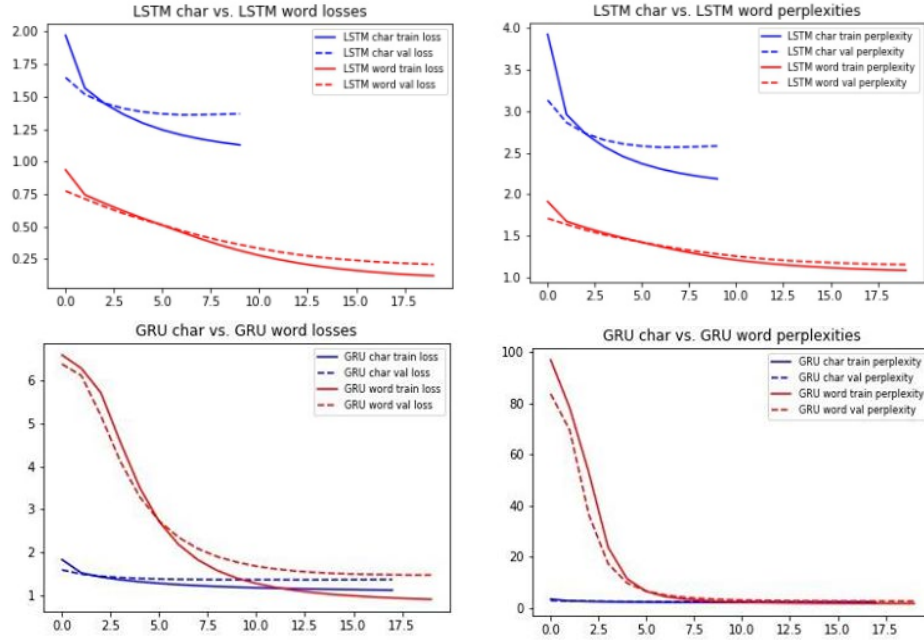 LSTM char vs. LSTM word losses
2.00
1.75
1.50
1.25
1.00
0.75
0.50
0.25
LSTM char train loss
LSTM char val loss
LSTM word train loss
LSTM word val loss
0.0 2.5 5.0 7.5 10.0 12.5 15.0 17.5
LSTM char vs. LSTM word perplexities
4.0
3.5
3.0
2.5
2.0
1.5
1.0
LSTM char train perplexity
LSTM char val perplexity
LSTM word train perplexity
LSTM word val perplexity
0.0 2.5 5.0 7.5 10.0 12.5 15.0 17.5
GRU char vs. GRU word losses
6
5
4
3
2
1
GRU char train loss
GRU char val loss
GRU word train loss
GRU word val loss
0.0 2.5 5.0 7.5 10.0 12.5 15.0 17.5
GRU char vs. GRU word perplexities
100
80
60
40
20
0
GRU char train perplexity
GRU char val perplexity
GRU word train perplexity
GRU word val perplexity
0.0 2.5 5.0 7.5 10.0 12.5 15.0 17.5